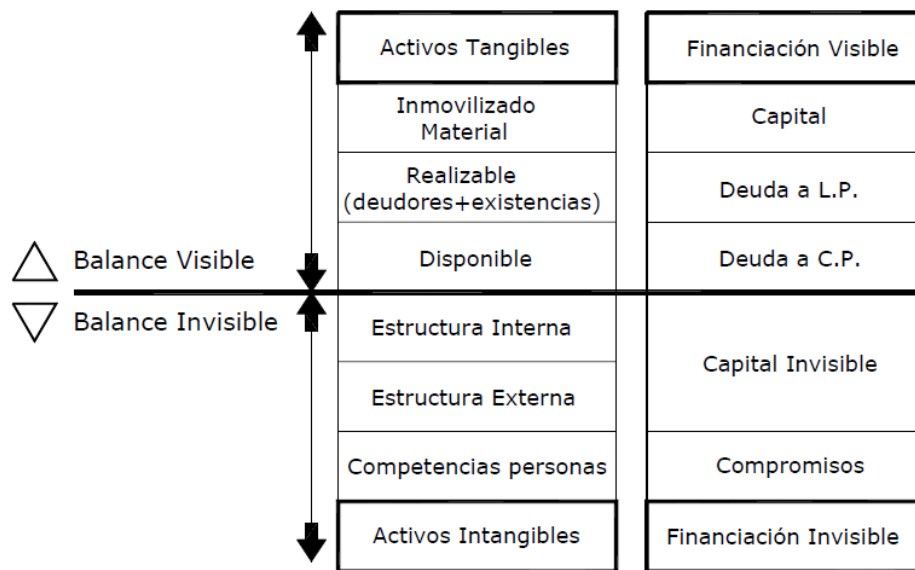 Activos Tangibles
Financiación Visible
Inmovilizado
Material
Capital
Realizable
(deudores+existencias)
Deuda a L.P.
Balance Visible
Disponible
Deuda a C.P.
Balance Invisible
Estructura Interna
Capital Invisible
Estructura Externa
Competencias personas
Compromisos
Activos Intangibles
Financiación Invisible